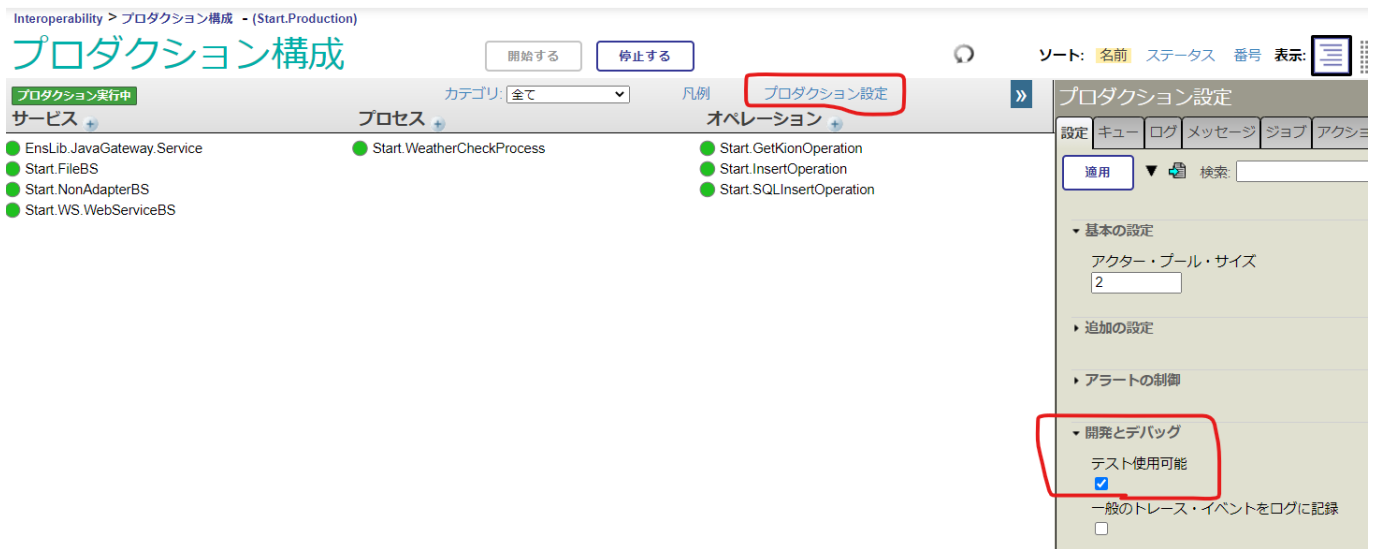 Interoperability > プロダクション構成 - (Start.Production)
プロダクション構成
開始する 停止する
ソート: 名前 ステータス 番号 表示:
プロダクション実行中 カテゴリ: 全て 凡例 プロダクション設定 »
サービス プロセス オペレーション
EnsLib.JavaGateway.Service Start.WeatherCheckProcess Start.GetKionOperation
Start.FileBS Start.InsertOperation
Start.NonAdapterBS Start.SQLInsertOperation
Start.WS.WebServiceBS
プロダクション設定
設定 キュー ログ メッセージ ジョブ アクショ
適用 検索:
基本の設定
アクター・プール・サイズ
2
追加の設定
アラートの制御
開発とデバッグ
テスト使用可能
一般のトレース・イベントをログに記録